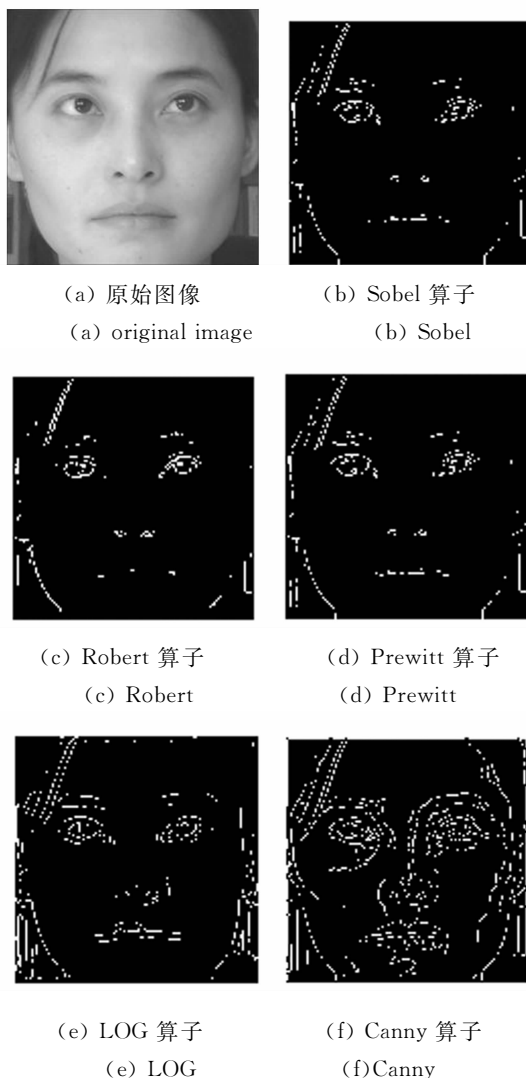 (a) 原始图像
(b) Sobel 算子
(a) original image
(b) Sobel
(c) Robert 算子
(d) Prewitt 算子
(c) Robert
(d) Prewitt
(e) LOG 算子
(f) Canny 算子
(e) LOG
(f)Canny